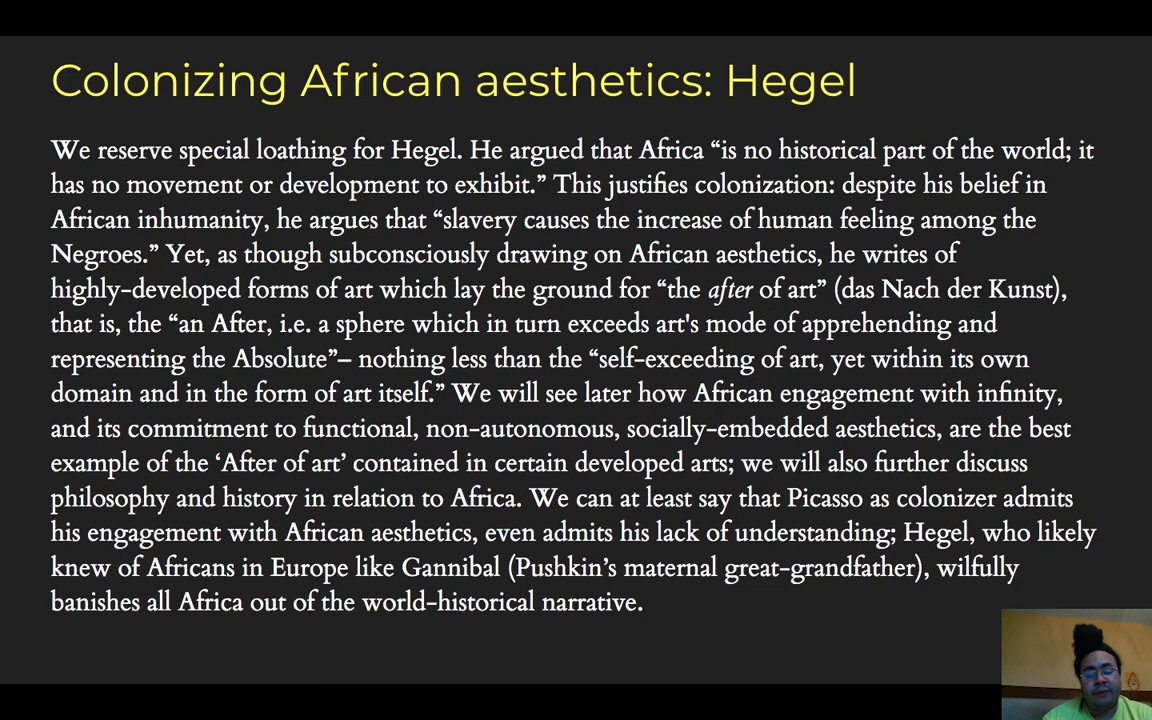 Colonizing African aesthetics: Hegel
We reserve special loathing for Hegel. He argued that Africa “is no historical part of the world; it
has no movement or development to exhibit.” This justifies colonization: despite his belief in
African inhumanity, he argues that “slavery causes the increase of human feeling among the
Negroes.” Yet, as though subconsciously drawing on African aesthetics, he writes of
highly-developed forms of art which lay the ground for “the after of art” (das Nach der Kunst),
that is, the “an After, i.e. a sphere which in turn exceeds art's mode of apprehending and
representing the Absolute”– nothing less than the “self-exceeding of art, yet within its own
domain and in the form of art itself.” We will see later how African engagement with infinity,
and its commitment to functional, non-autonomous, socially-embedded aesthetics, are the best
example of the ‘After of art’ contained in certain developed arts; we will also further discuss
philosophy and history in relation to Africa. We can at least say that Picasso as colonizer admits
his engagement with African aesthetics, even admits his lack of understanding; Hegel, who likely
knew of Africans in Europe like Gannibal (Pushkin’s maternal great-grandfather), wilfully
banishes all Africa out of the world-historical narrative.